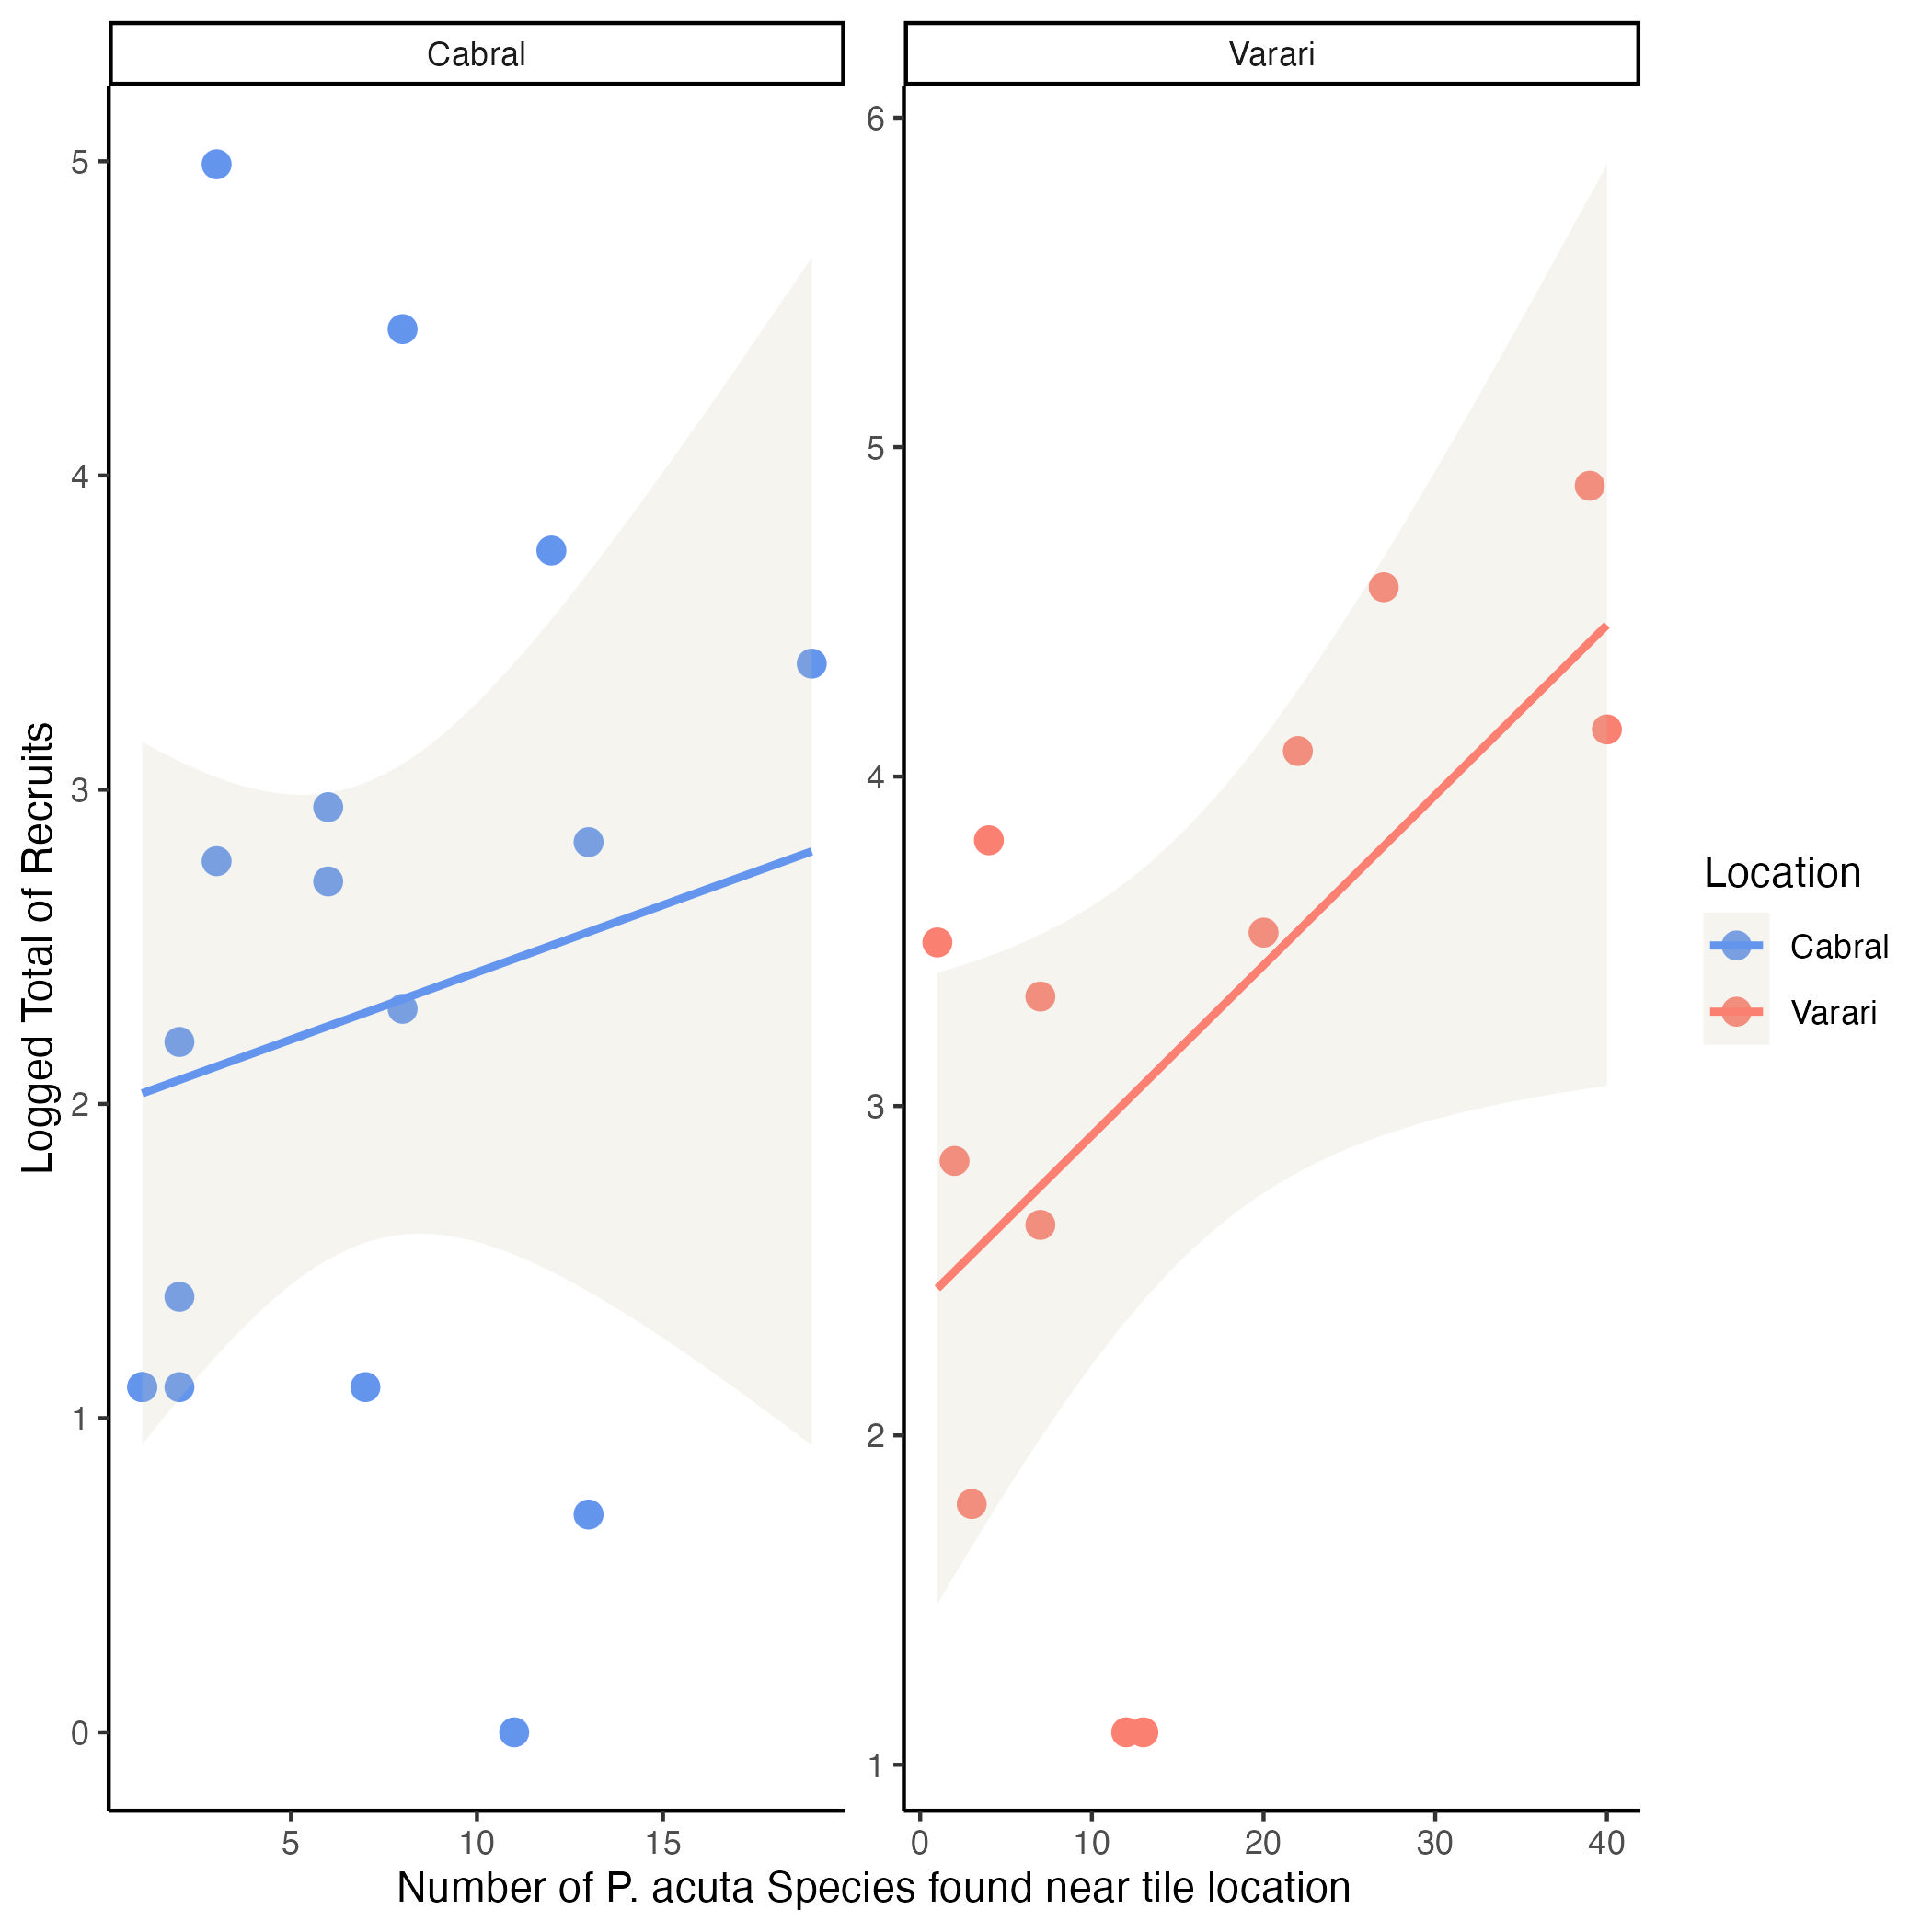 Cabral
Varari
Logged Total of Recruits
5
4
3
2
1
0
6
5
4
3
2
1
5
10
15
0
10
20
30
40
Number of P. acuta Species found near tile location
Location
Cabral
Varari